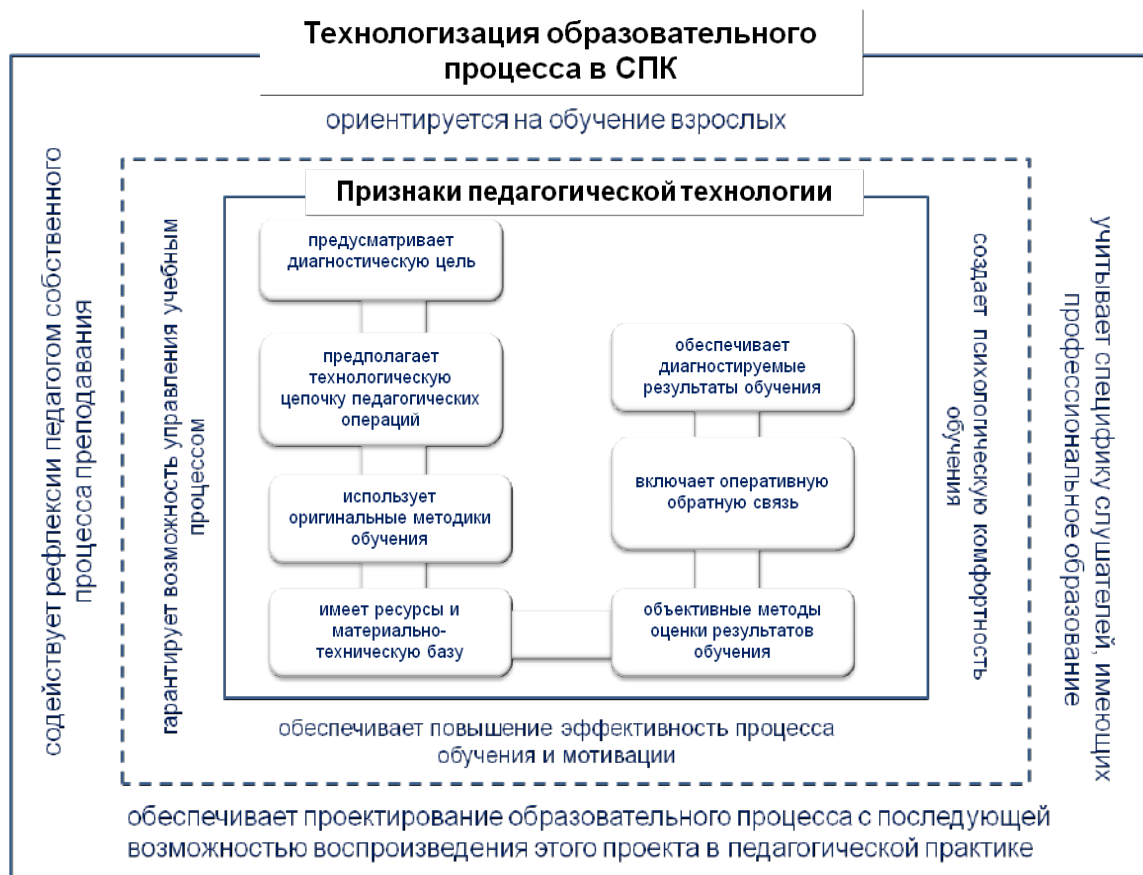 Технологизация образовательного
процесса в СПК
ориентируется на обучение взрослых
содействует рефлексии педагогом собственного
процесса преподавания
гарантирует возможность управления учебным
процессом
Признаки педагогической технологии
предусматривает
диагностическую цель
предполагает
технологическую
цепочку педагогических
операций
использует
оригинальные методики
обучения
имеет ресурсы и
материально-
техническую базу
обеспечивает
диагностируемые
результаты обучения
включает оперативную
обратную связь
объективные методы
оценки результатов
обучения
создает психологическую комфортность
обучения
учитывает специфику слушателей, имеющих
профессиональное образование
обеспечивает повышение эффективность процесса
обучения и мотивации
обеспечивает проектирование образовательного процесса с последующей
возможностью воспроизведения этого проекта в педагогической практике